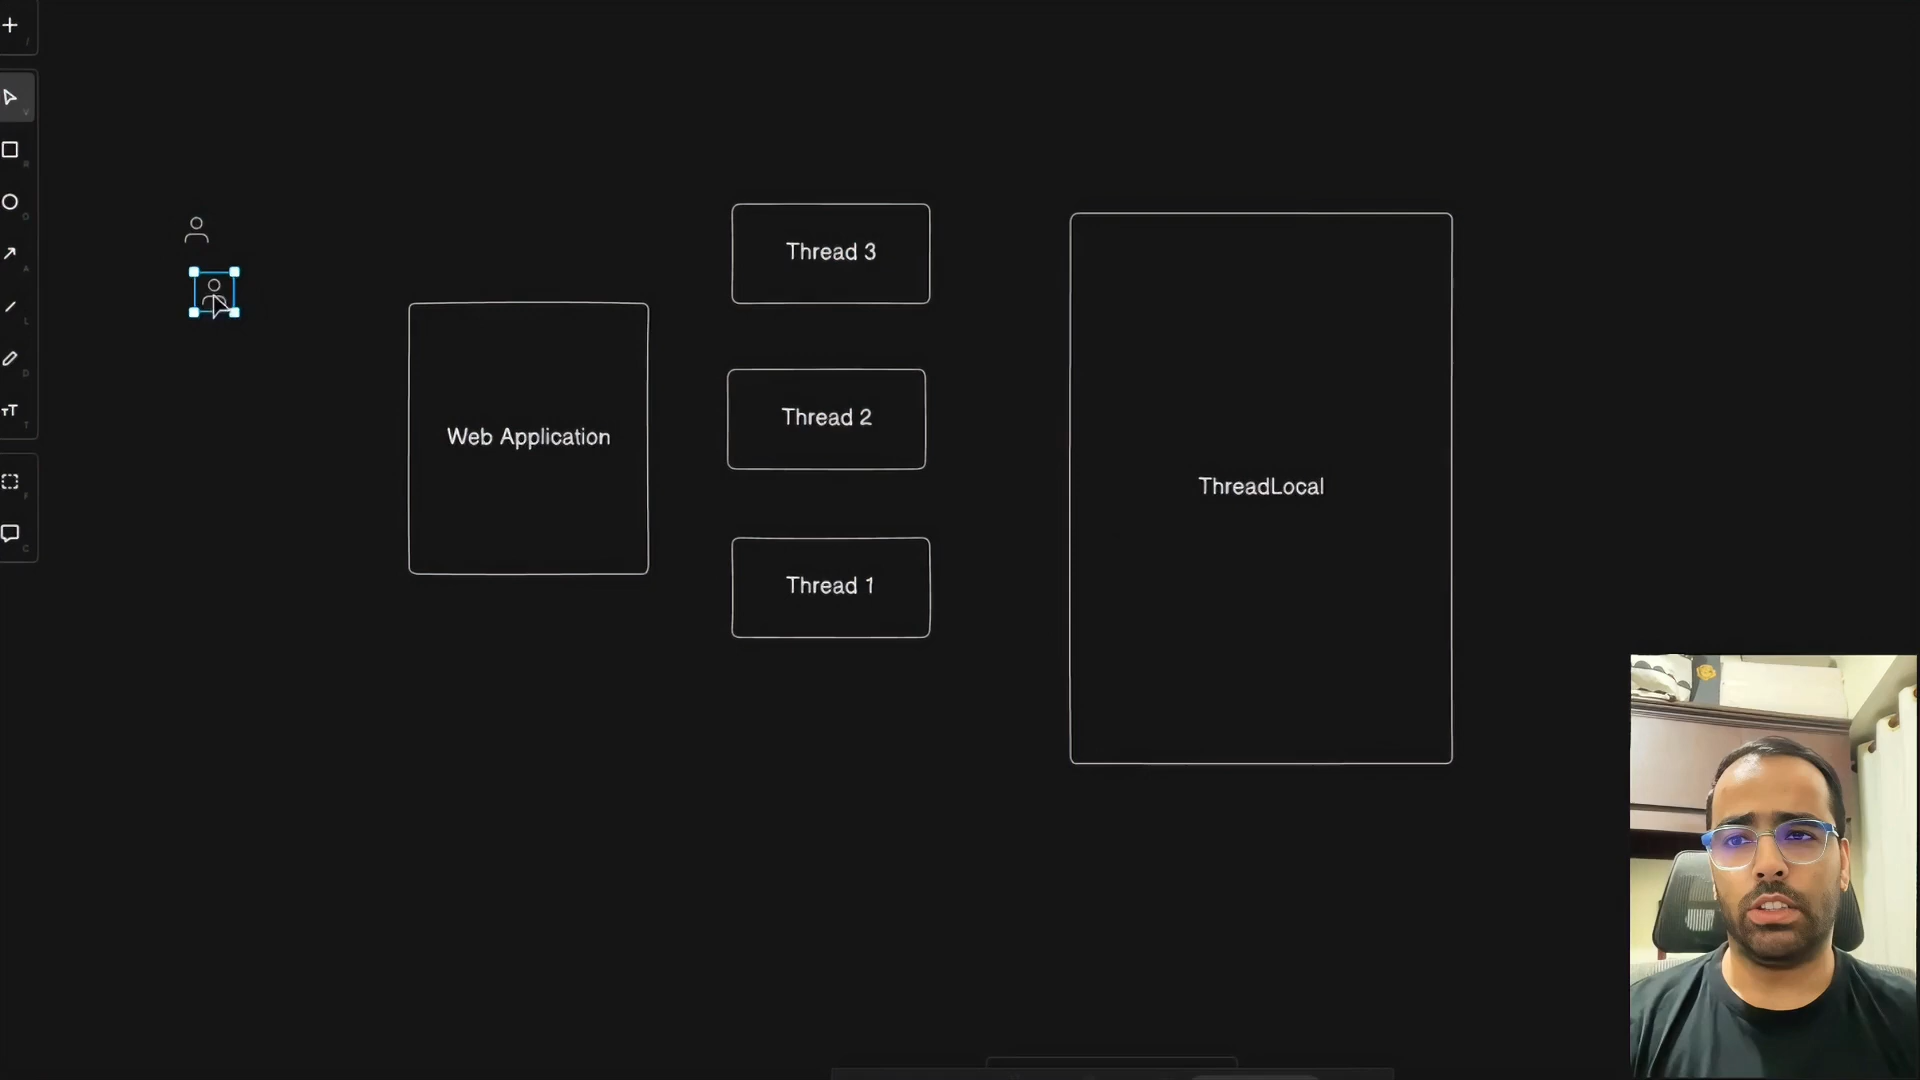 Thread 3
Thread 2
Web Application
ThreadLocal
Thread 1